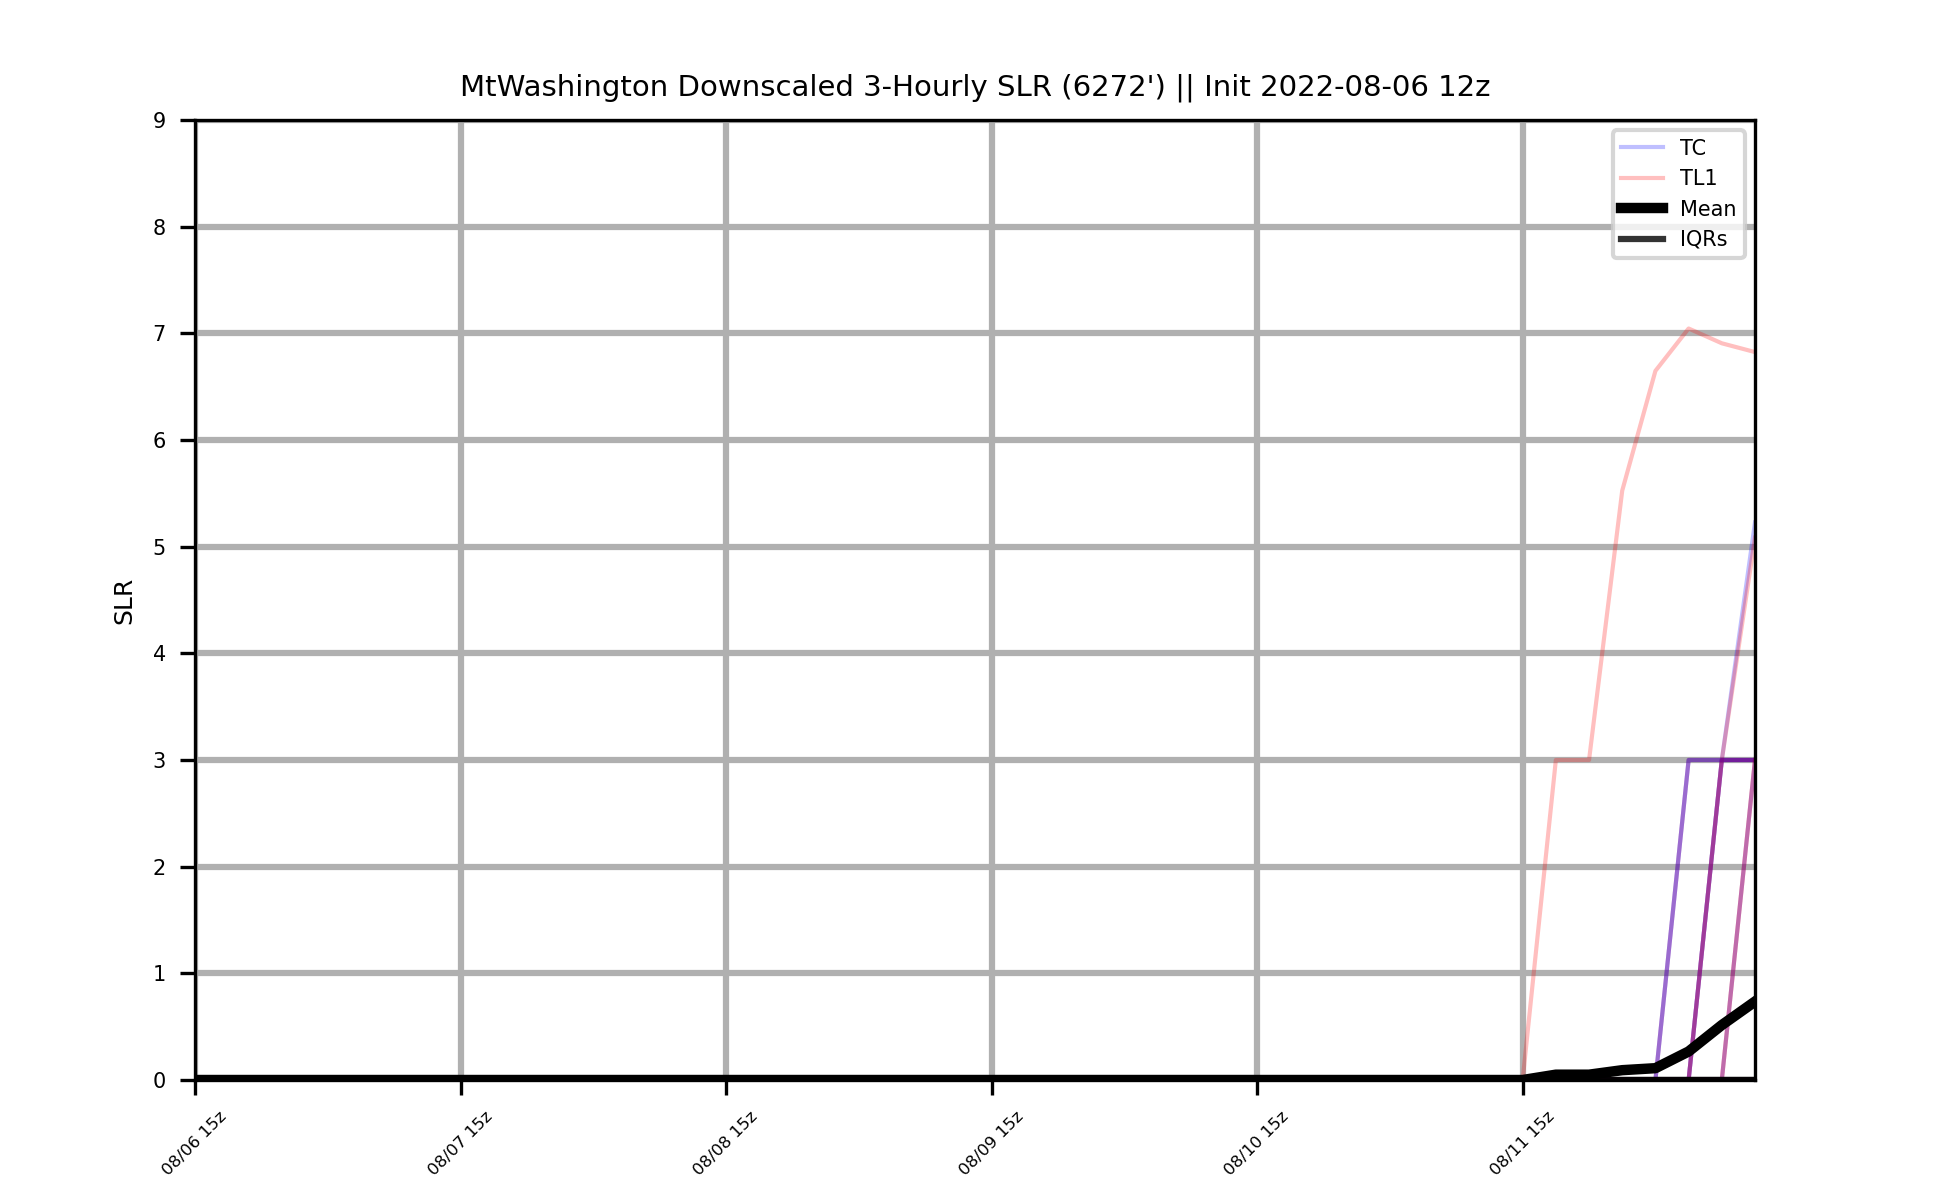 MtWashington Downscaled 3-Hourly SLR (6272') || Init 2022-08-06 12z
9
8
7
6
5
4
3
2
1
0
SLR
TC
TL1
Mean
IQRs
08/06 15z
08/07 15z
08/08 15z
08/09 15z
08/10 15z
08/11 15z